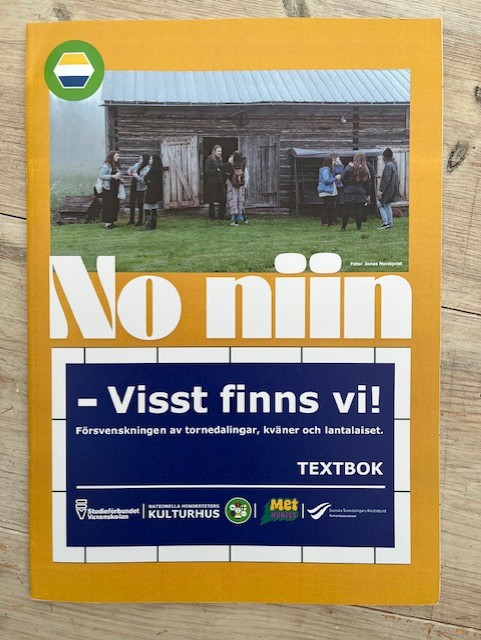 Foto: Jonas Nordqvist
No niin
– Visst finns vi!
Försvenskningen av tornedalingar, kväner och lantalaiset.
TEXTBOK
Studieförbundet
Vuxenskolan
NATIONELLA MINORITETERS
KULTURHUS
Met
NUORET
Svenska Tornedalingars Riksförbund